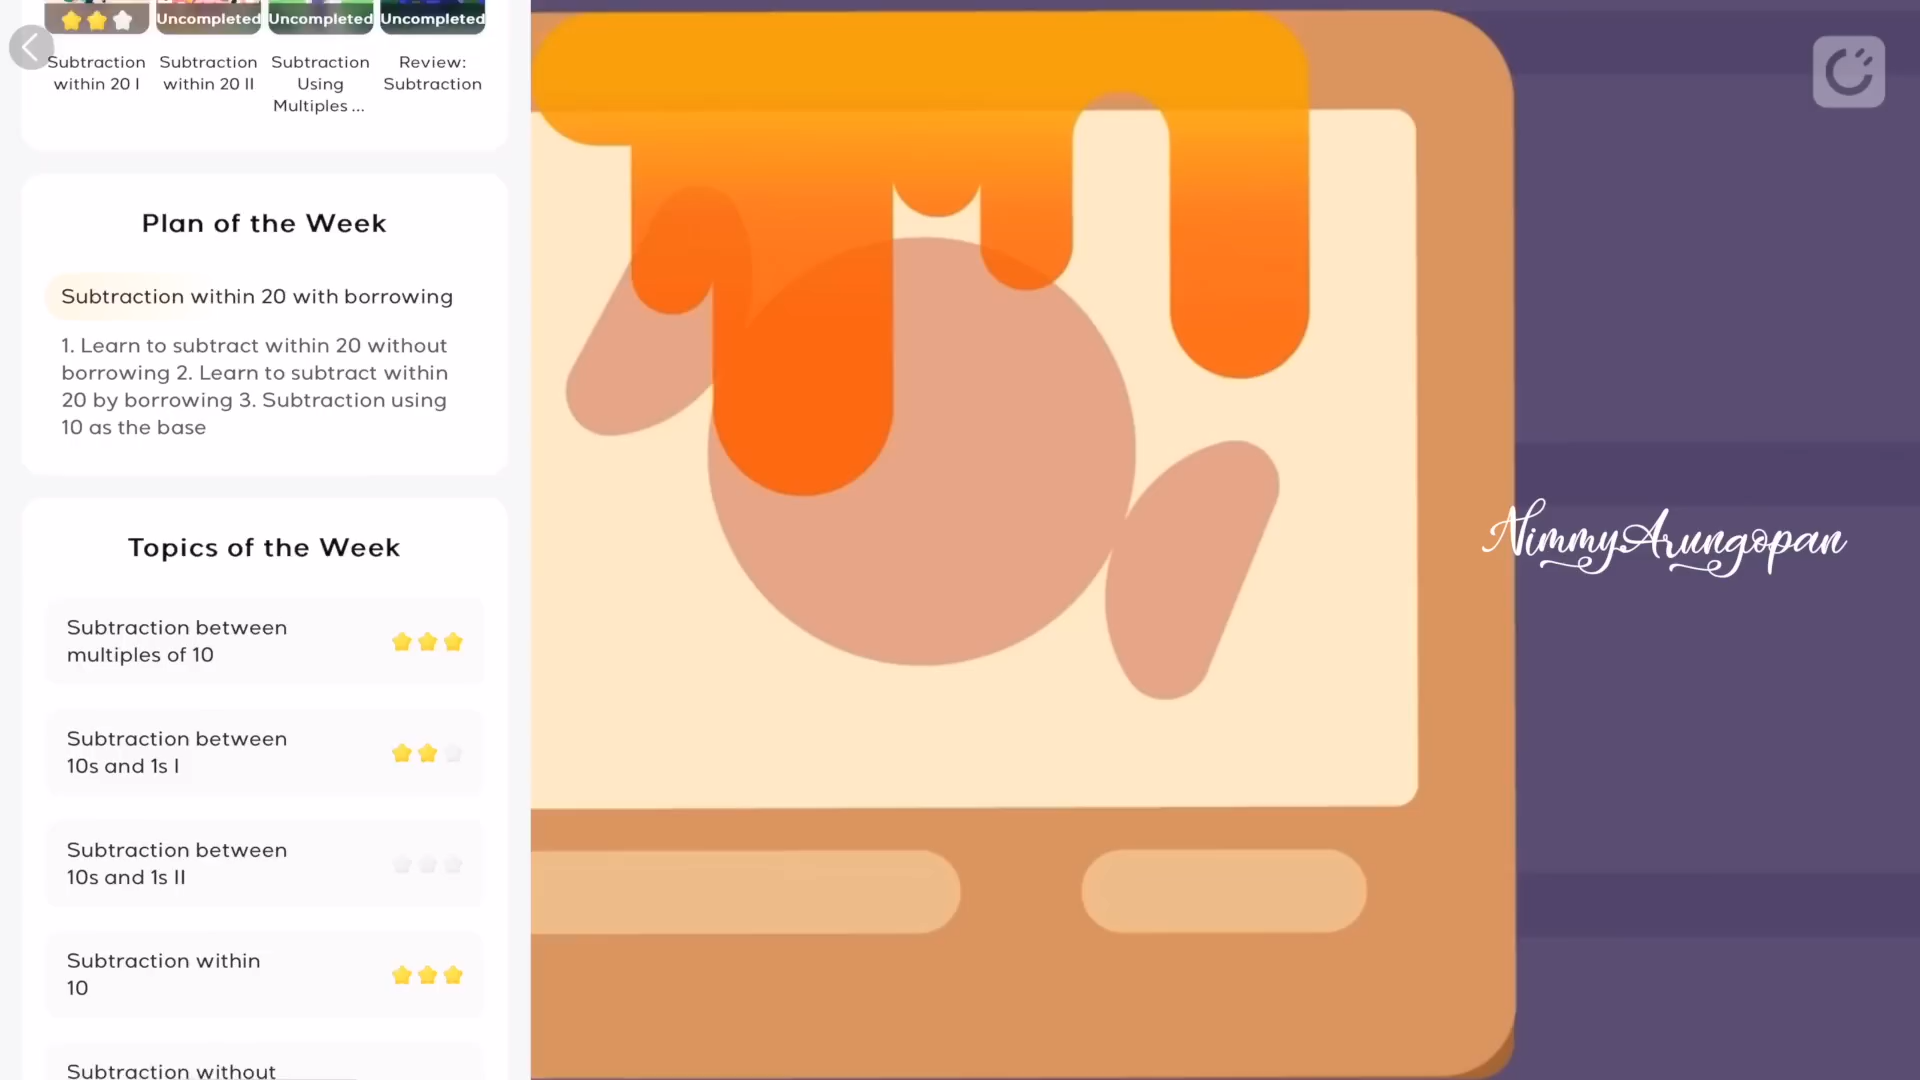 Uncompleted Uncompleted Uncompleted
Subtraction within 20 I
Subtraction within 20 II
Subtraction Using Multiples ...
Review: Subtraction
Plan of the Week
Subtraction within 20 with borrowing
1. Learn to subtract within 20 without
borrowing 2. Learn to subtract within
20 by borrowing 3. Subtraction using
10 as the base
Topics of the Week
Subtraction between
multiples of 10
Subtraction between
10s and 1s I
Subtraction between
10s and 1s II
Subtraction within
10
Subtraction without
NimmyArungopan